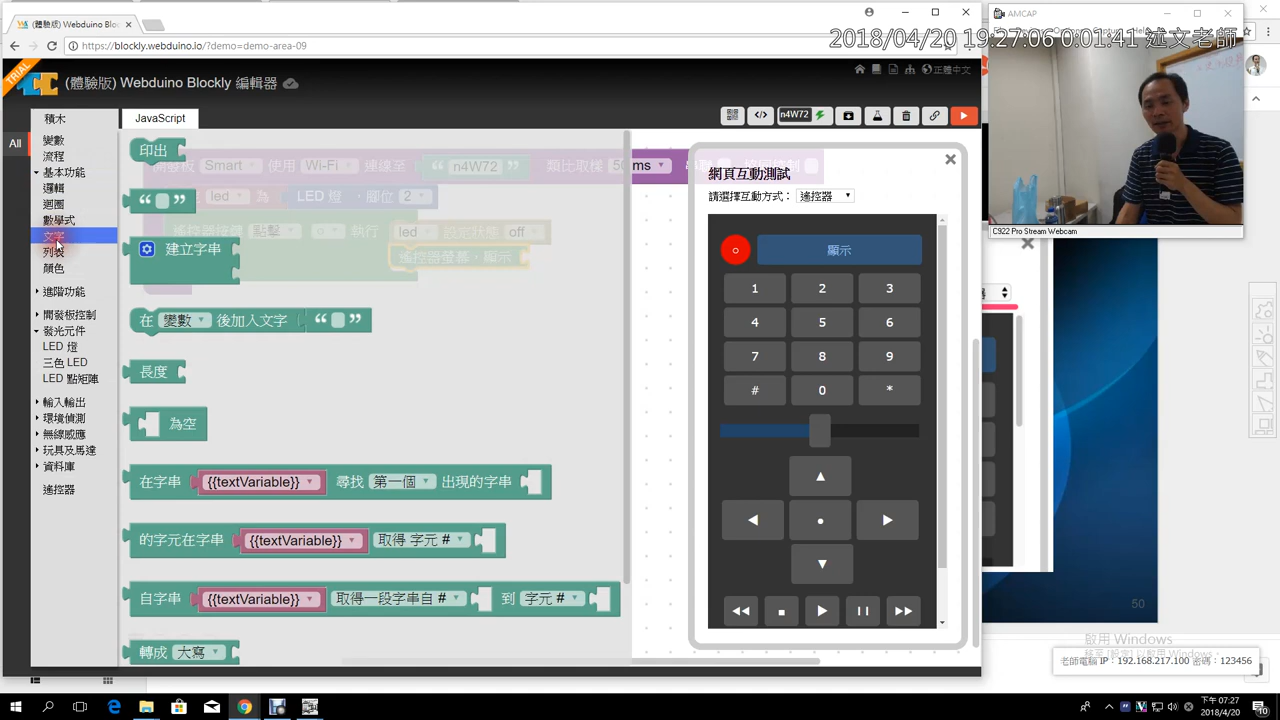 (體驗版) Webduino Bloc
AMCAP
https://blockly.webduino.io/?demo=demo-area-09
2018/04/20 19:27:06 0:01:41 述文老師
TRIAL
(體驗版) Webduino Blockly 編輯器
正體中文
積木
JavaScript
n4W72
All
變數
流程
基本功能
邏輯
迴圈
數學式
文字
列表
顏色
進階功能
開發板控制
發光元件
LED 燈
三色 LED
LED 點矩陣
輸入輸出
環境偵測
無線感應
玩具及馬達
資料庫
遙控器
印出
開發板 Smart 使用 Wi-Fi 連線至 “ n4W72 類比取樣 50 ms
led 為 LED 燈,腳位 2
“ ”
點擊 執行 led off
建立字串
遙控器螢幕,顯示
在 變數 後加入文字 “ ”
長度
為空
在字串 {{textVariable}} 尋找 第一個 出現的字串
的字元在字串 {{textVariable}} 取得 字元 #
自字串 {{textVariable}} 取得一段字串自 # 到 字元 #
轉成 大寫
網頁互動測試
請選擇互動方式: 遙控器
顯示
1 2 3
4 5 6
7 8 9
# 0 *
C922 Pro Stream Webcam
50
啟用 Windows
移至 [設定] 以啟用 Windows。
老師電腦 IP:192.168.217.100 密碼:123456
下午 07:27
2018/4/20
10